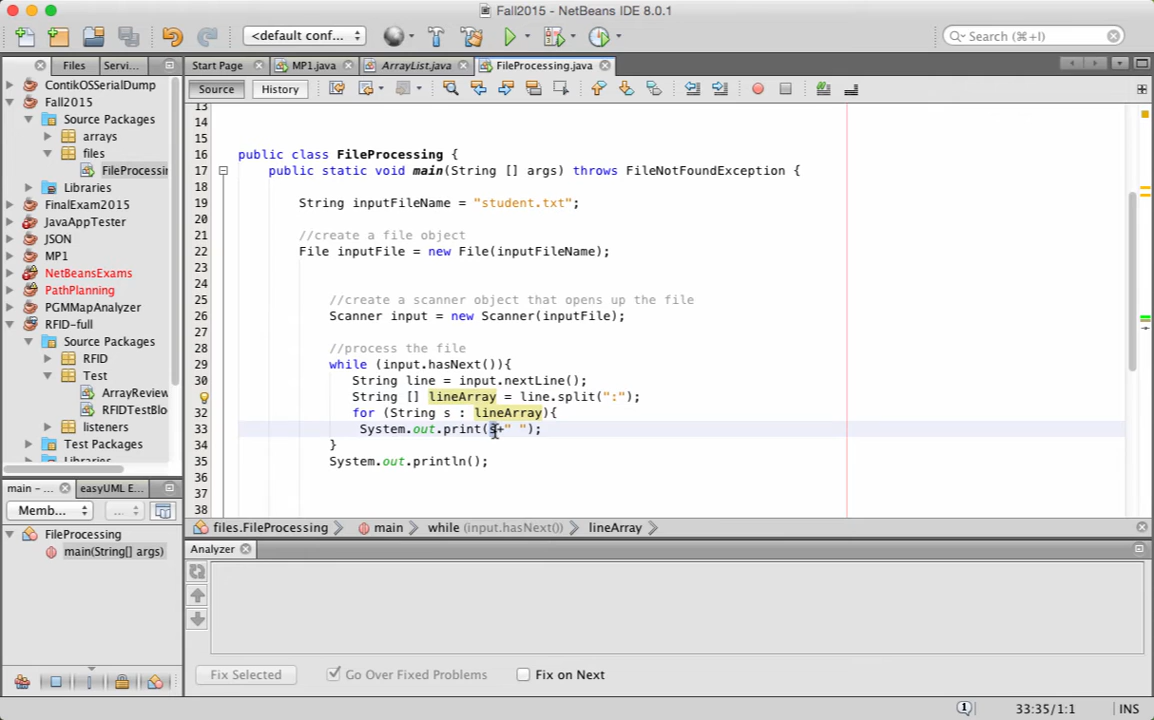 Fall2015 - NetBeans IDE 8.0.1
<default conf...
Search (⌘+I)
Files
Servi...
Start Page
MP1.java
ArrayList.java
FileProcessing.java
Source
History
ContikOSSerialDump
Fall2015
Source Packages
arrays
files
FileProcessin
Libraries
FinalExam2015
JavaAppTester
JSON
MP1
NetBeansExams
PathPlanning
PGMMapAnalyzer
RFID-full
Source Packages
RFID
Test
ArrayReview
RFIDTestBlo
listeners
Test Packages
Libraries
13
14
15
16 public class FileProcessing {
17 public static void main(String [] args) throws FileNotFoundException {
18
19 String inputFileName = "student.txt";
20
21 //create a file object
22 File inputFile = new File(inputFileName);
23
24
25 //create a scanner object that opens up the file
26 Scanner input = new Scanner(inputFile);
27
28 //process the file
29 while (input.hasNext()){
30 String line = input.nextLine();
String [] lineArray = line.split(":");
32 for (String s : lineArray){
33 System.out.print(s+" ");
34 }
35 System.out.println();
36
37
38
files.FileProcessing
main
while (input.hasNext())
lineArray
main - ...
easyUML E...
Memb...
...
FileProcessing
main(String[] args)
Analyzer
Fix Selected
Go Over Fixed Problems
Fix on Next
1
33:35/1:1
INS